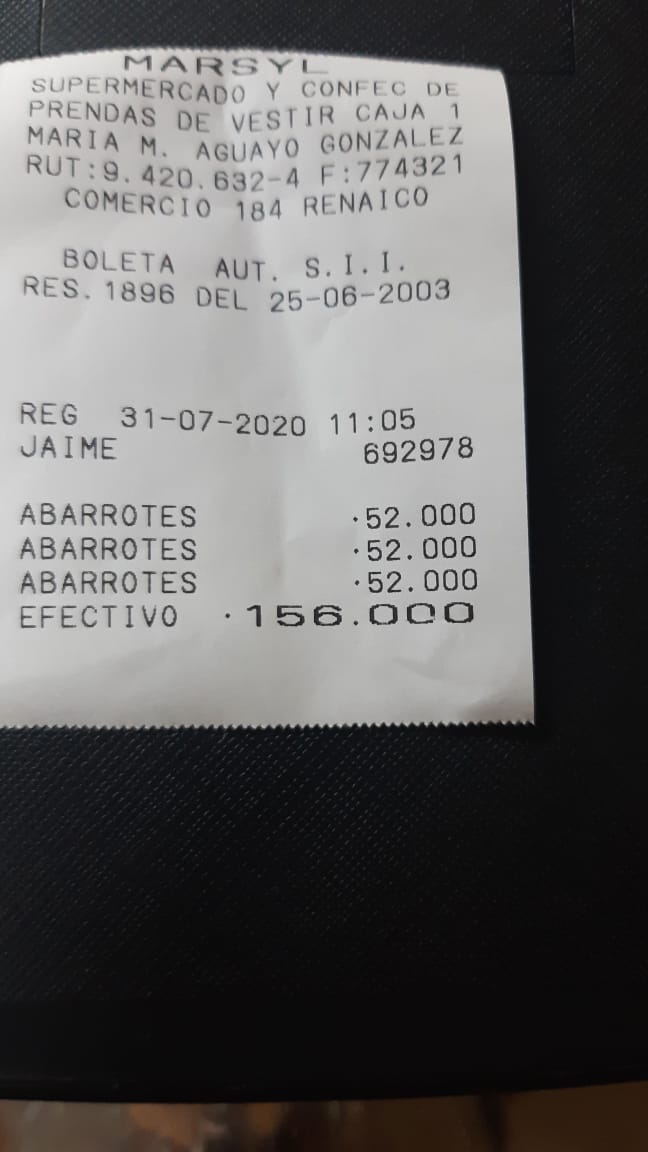 MARSYL
SUPERMERCADO Y CONFEC DE
PRENDAS DE VESTIR CAJA 1
MARIA M. AGUAYO GONZALEZ
RUT:9.420.632-4 F:774321
COMERCIO 184 RENAICO
BOLETA AUT. S.I.I.
RES. 1896 DEL 25-06-2003
REG 31-07-2020 11:05
JAIME 692978
ABARROTES ·52.000
ABARROTES ·52.000
ABARROTES ·52.000
EFECTIVO ·156.000